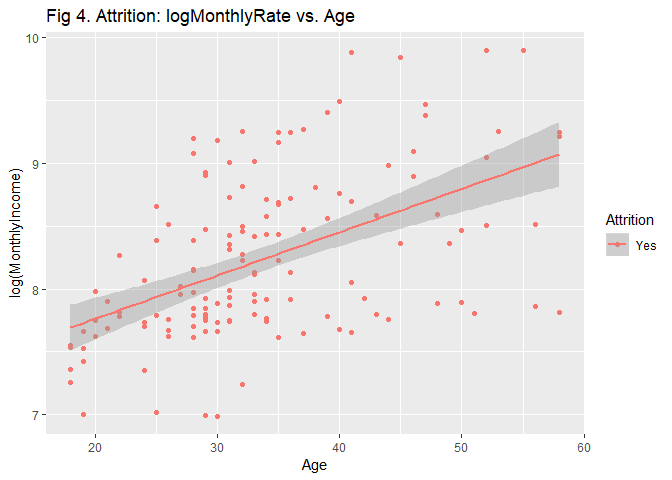 Fig 4. Attrition: logMonthlyRate vs. Age
10
9
8
7
log(MonthlyIncome)
20
30
40
50
60
Age
Attrition
Yes